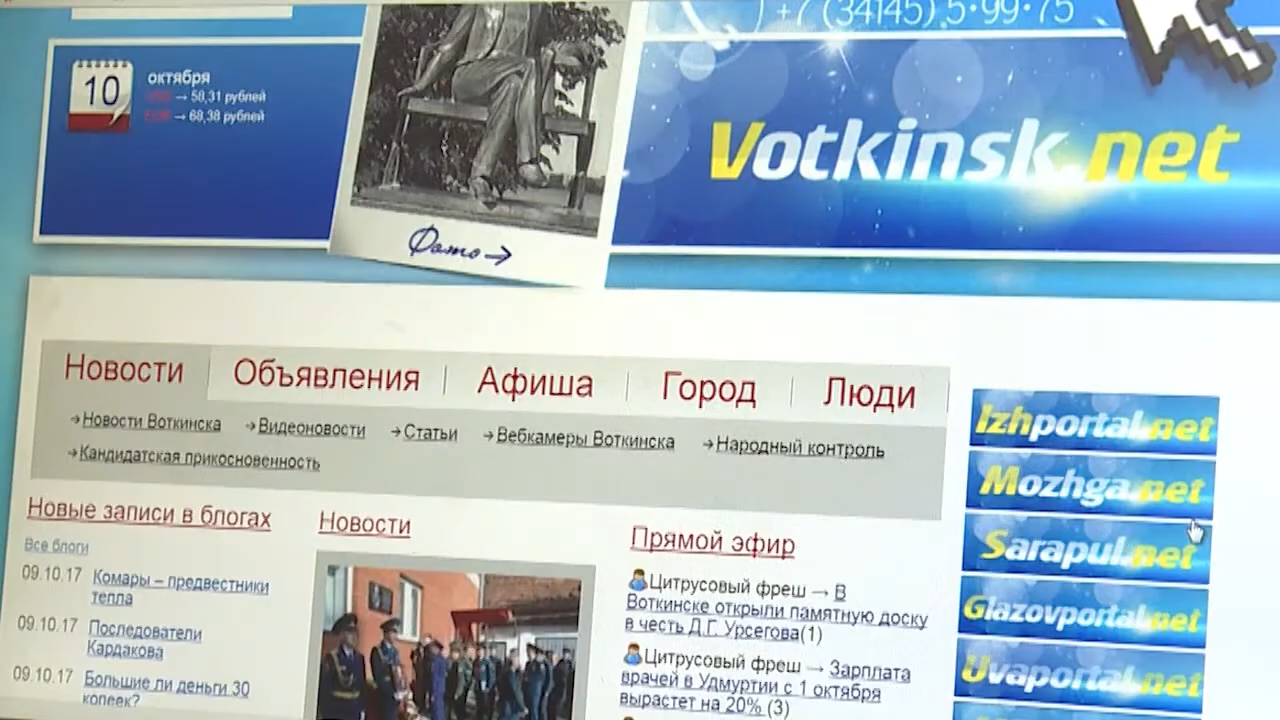 +7 (34145) 5•99•75
10
октября
USD → 58,31 рублей
EUR → 68,38 рублей
Фото→
Votkinsk.net
Новости
Объявления
Афиша
Город
Люди
→Новости Воткинска
→Видеоновости
→Статьи
→Вебкамеры Воткинска
→Народный контроль
→Кандидатская прикосновенность
Новые записи в блогах
Все блоги
09.10.17 Комары – предвестники
тепла
09.10.17 Последователи
Кардакова
09.10.17 Большие ли деньги 30
копеек?
Новости
Прямой эфир
Цитрусовый фреш → В
Воткинске открыли памятную доску
в честь Д.Г. Урсегова(1)
Цитрусовый фреш → Зарплата
врачей в Удмуртии с 1 октября
вырастет на 20% (3)
Izhportal.net
Mozhga.net
Sarapul.net
Glazovportal.net
Uvaportal.net